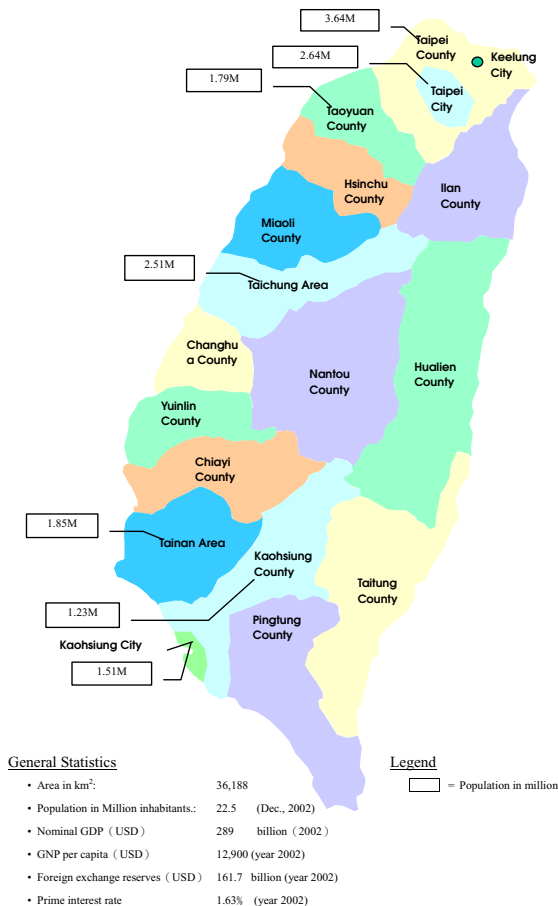 3.64M
Taipei
County
2.64M
Keelung
City
1.79M
Taipei
City
Taoyuan
County
Hsinchu
County
Ilan
County
Miaoli
County
2.51M
Taichung Area
Changhu
a County
Nantou
County
Hualien
County
Yuinlin
County
Chiayi
County
1.85M
Tainan Area
Kaohsiung
County
Taitung
County
1.23M
Pingtung
County
Kaohsiung City
1.51M
General Statistics
• Area in km²: 36,188
• Population in Million inhabitants.: 22.5 (Dec., 2002)
• Nominal GDP（USD） 289 billion（2002）
• GNP per capita（USD） 12,900 (year 2002)
• Foreign exchange reserves（USD） 161.7 billion (year 2002)
• Prime interest rate 1.63% (year 2002)
Legend
= Population in million